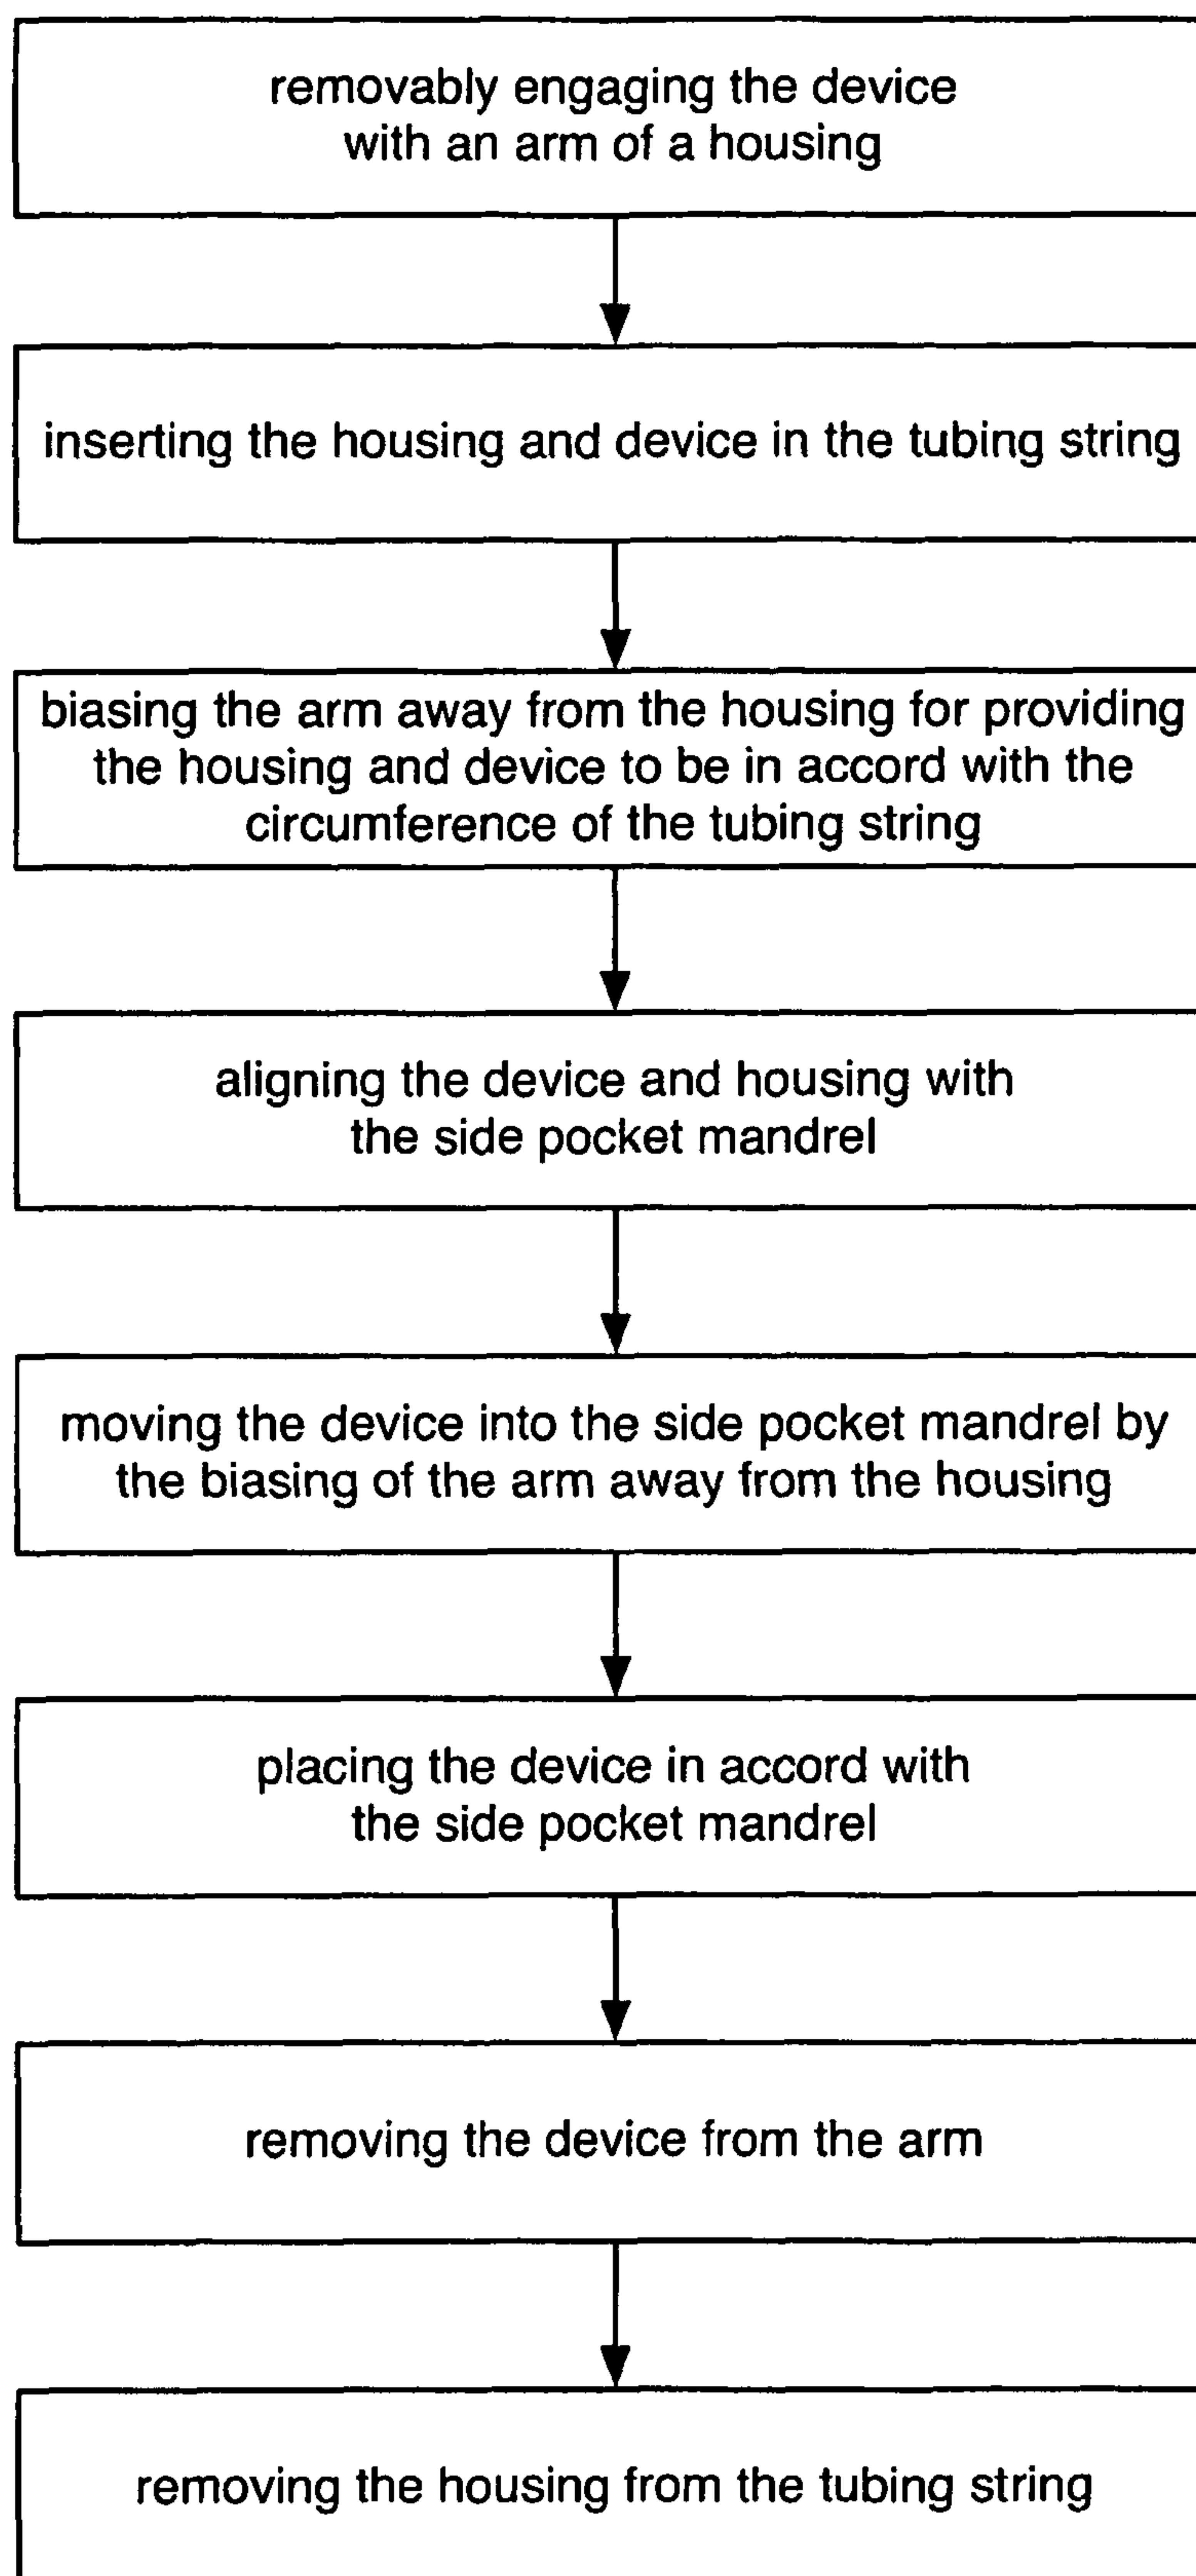 removably engaging the device
with an arm of a housing
inserting the housing and device in the tubing string
biasing the arm away from the housing for providing
the housing and device to be in accord with the
circumference of the tubing string
aligning the device and housing with
the side pocket mandrel
moving the device into the side pocket mandrel by
the biasing of the arm away from the housing
placing the device in accord with
the side pocket mandrel
removing the device from the arm
removing the housing from the tubing string